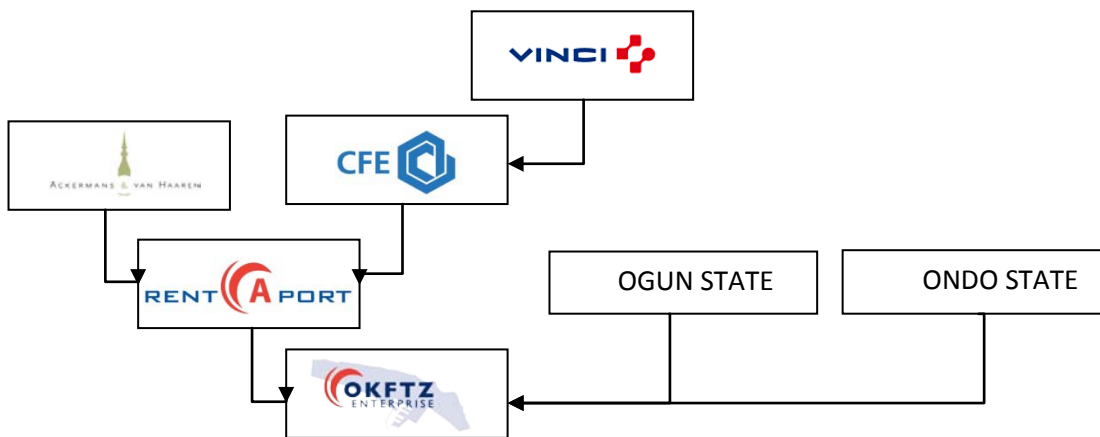 VINCI
CFE
ACKERMANS & VAN HAAREN
RENT A PORT
OGUN STATE
ONDO STATE
OKFTZ
ENTERPRISE